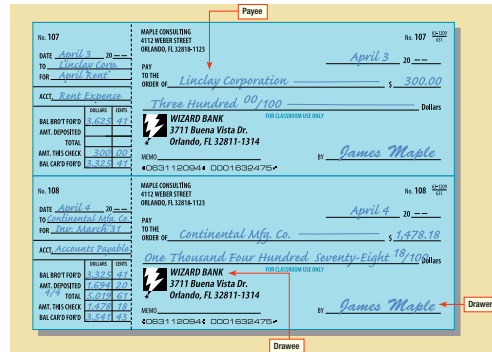 Payee
No. 107
DATE April 3 20 --
TO Linclay Corp.
FOR April Rent
ACCT. Rent Expense
DOLLARS CENTS
BAL BRO'T FOR'D 3,625 41
AMT. DEPOSITED
TOTAL
AMT. THIS CHECK 300 00
BAL CAR'D FOR'D 3,325 41
MAPLE CONSULTING
4112 WEBER STREET
ORLANDO, FL 32818-1123
No. 107 63-1209
631
April 3 20 --
PAY
TO THE
ORDER OF Linclay Corporation $ 300.00
Three Hundred 00/100 Dollars
FOR CLASSROOM USE ONLY
WIZARD BANK
3711 Buena Vista Dr.
Orlando, FL 32811-1314
MEMO BY James Maple
⑆063112094⑆ 0001632475⑈
No. 108
DATE April 4 20 --
TO Continental Mfg. Co.
FOR Inv. March 31
ACCT. Accounts Payable
DOLLARS CENTS
BAL BRO'T FOR'D 3,325 41
AMT. DEPOSITED 1,694 20
4/4 TOTAL 5,019 61
AMT. THIS CHECK 1,478 18
BAL CAR'D FOR'D 3,541 43
MAPLE CONSULTING
4112 WEBER STREET
ORLANDO, FL 32818-1123
No. 108 63-1209
631
April 4 20 --
PAY
TO THE
ORDER OF Continental Mfg. Co. $ 1,478.18
One Thousand Four Hundred Seventy-Eight 18/100 Dollars
FOR CLASSROOM USE ONLY
WIZARD BANK
3711 Buena Vista Dr.
Orlando, FL 32811-1314
MEMO BY James Maple
Drawer
⑆063112094⑆ 0001632475⑈
Drawee